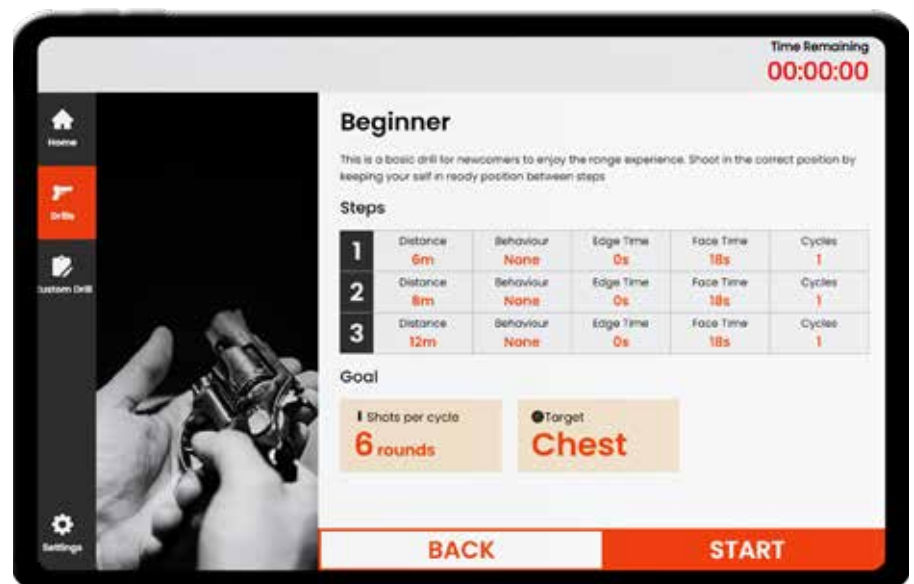 Time Remaining
00:00:00
Home
Drills
Custom Drill
Settings
Beginner
This is a basic drill for newcomers to enjoy the range experience. Shoot in the correct position by
keeping your self in ready position between steps
Steps
1 Distance Behaviour Edge Time Face Time Cycles
6m None 0s 18s 1
2 Distance Behaviour Edge Time Face Time Cycles
8m None 0s 18s 1
3 Distance Behaviour Edge Time Face Time Cycles
12m None 0s 18s 1
Goal
Shots per cycle
6 rounds
Target
Chest
BACK
START